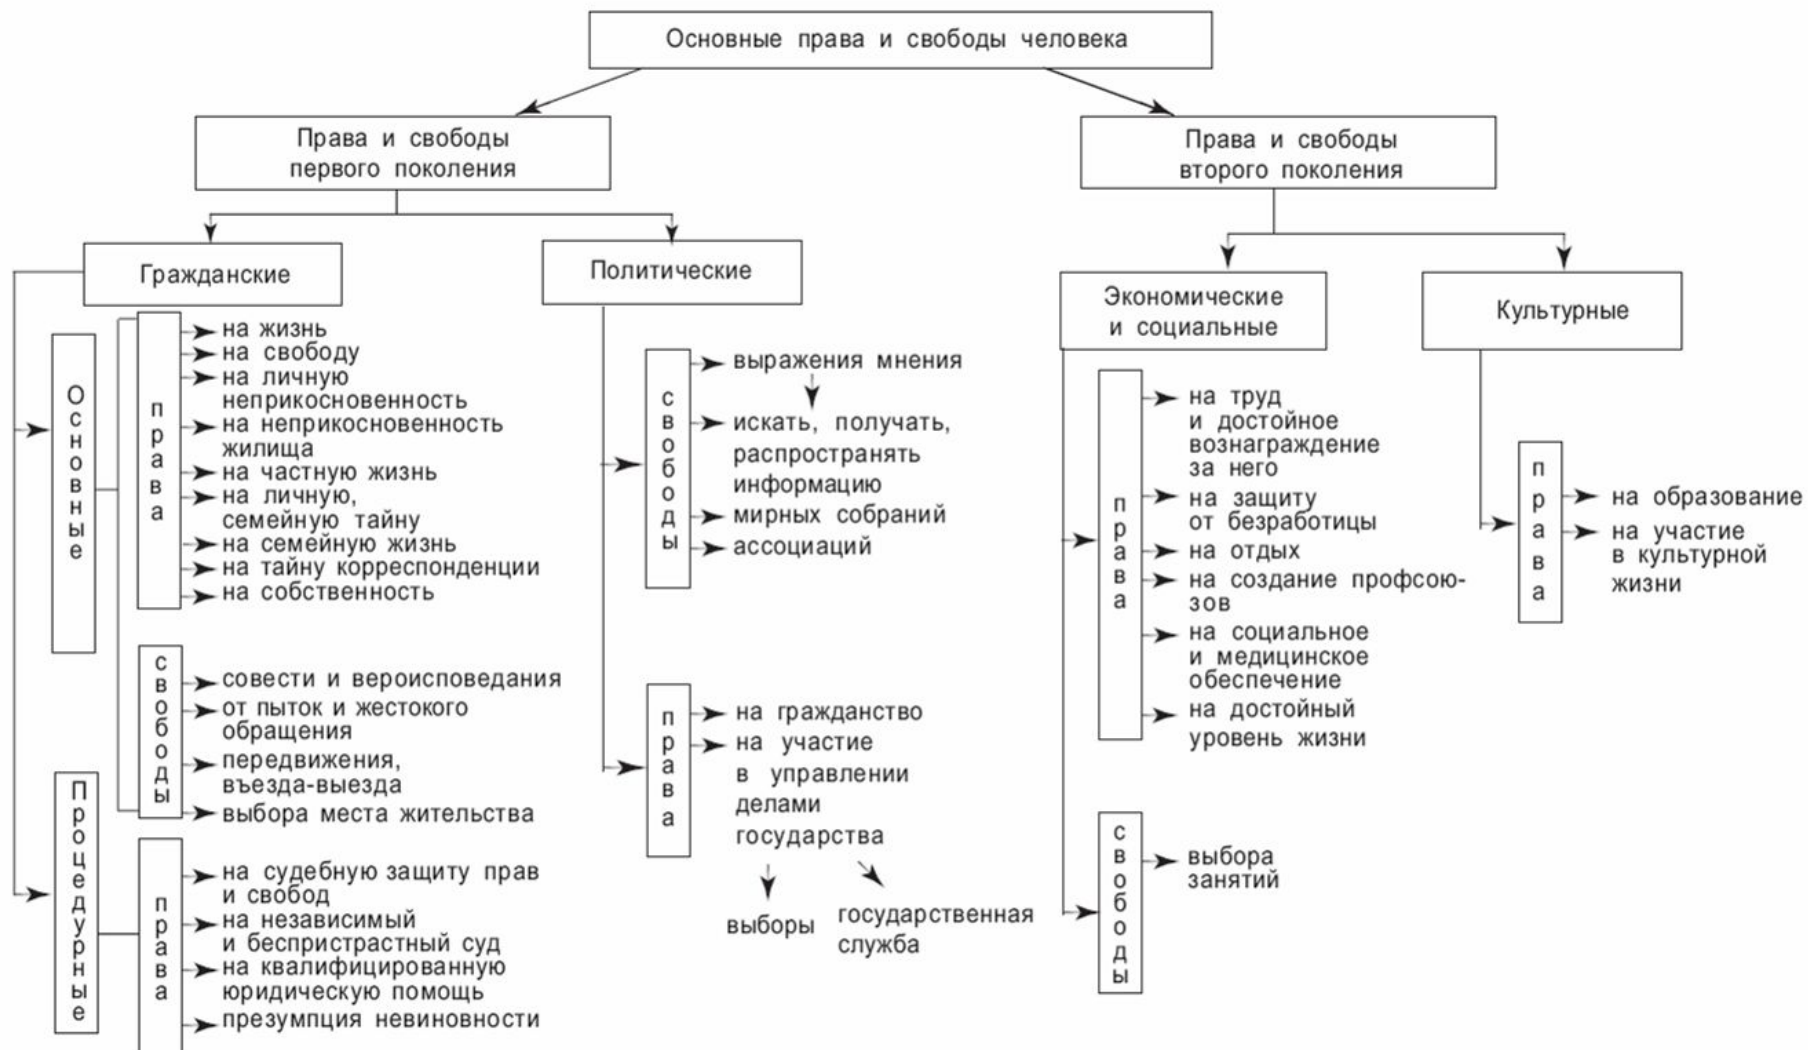 Основные права и свободы человека
Права и свободы
первого поколения
Права и свободы
второго поколения
Гражданские
Политические
Экономические
и социальные
Культурные
Основные
права
на жизнь
на свободу
на личную
неприкосновенность
на неприкосновенность
жилища
на частную жизнь
на личную,
семейную тайну
на семейную жизнь
на тайну корреспонденции
на собственность
свободы
совести и вероисповедания
от пыток и жестокого
обращения
передвижения,
въезда-выезда
выбора места жительства
Процедурные
права
на судебную защиту прав
и свобод
на независимый
и беспристрастный суд
на квалифицированную
юридическую помощь
презумпция невиновности
свободы
выражения мнения
искать, получать,
распространять
информацию
мирных собраний
ассоциаций
права
на гражданство
на участие
в управлении
делами
государства
выборы
государственная
служба
права
на труд
и достойное
вознаграждение
за него
на защиту
от безработицы
на отдых
на создание профсою-
зов
на социальное
и медицинское
обеспечение
на достойный
уровень жизни
свободы
выбора
занятий
права
на образование
на участие
в культурной
жизни